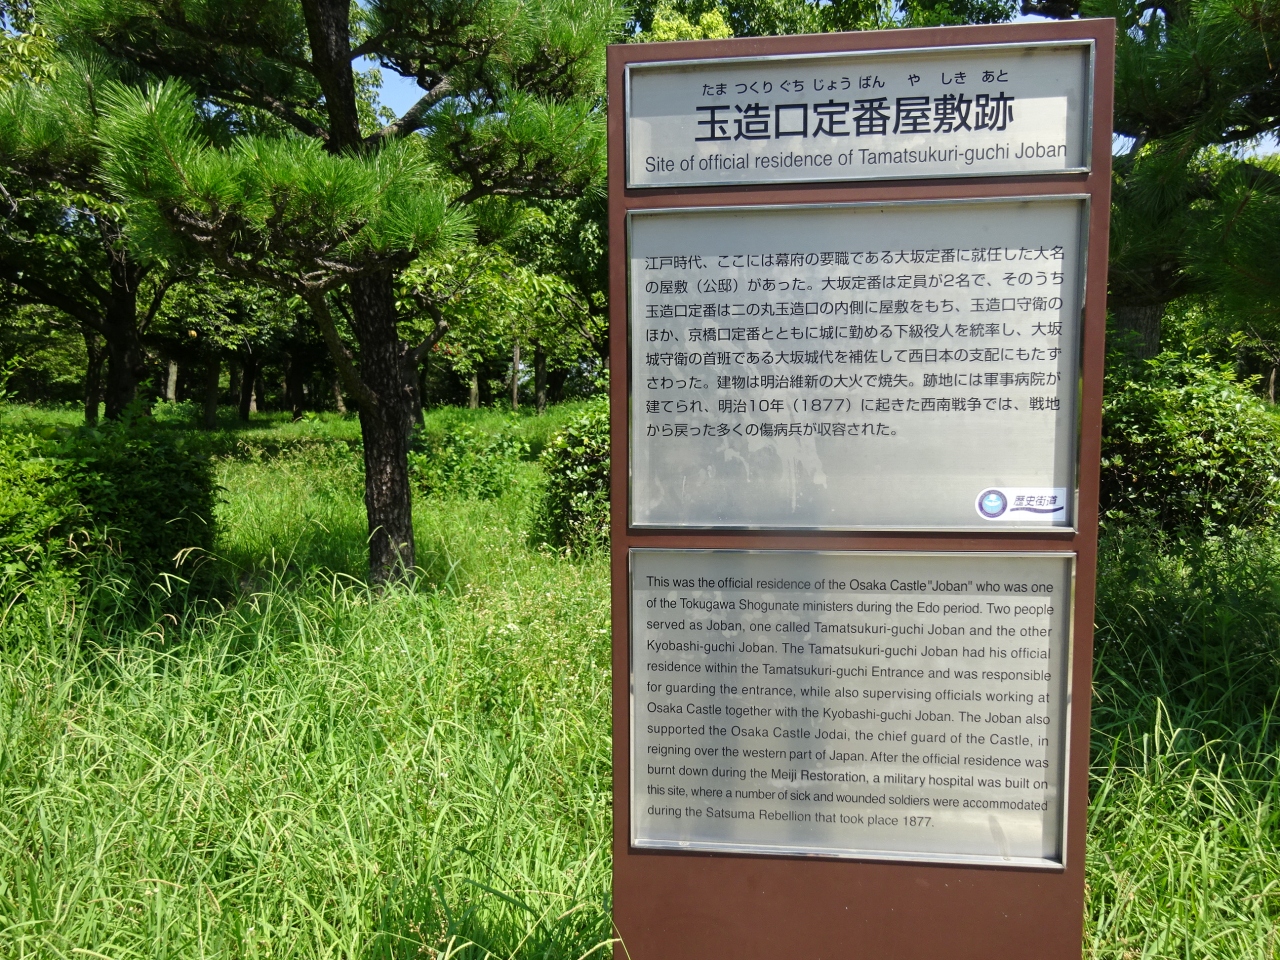 たま つくり ぐち じょう ばん や しき あと
玉造口定番屋敷跡
Site of official residence of Tamatsukuri-guchi Joban
江戸時代、ここには幕府の要職である大坂定番に就任した大名
の屋敷（公邸）があった。大坂定番は定員が2名で、そのうち
玉造口定番は二の丸玉造口の内側に屋敷をもち、玉造口守衛の
ほか、京橋口定番とともに城に勤める下級役人を統率し、大坂
城守衛の首班である大坂城代を補佐して西日本の支配にもたず
さわった。建物は明治維新の大火で焼失。跡地には軍事病院が
建てられ、明治10年（1877）に起きた西南戦争では、戦地
から戻った多くの傷病兵が収容された。
歴史街道
This was the official residence of the Osaka Castle"Joban" who was one
of the Tokugawa Shogunate ministers during the Edo period. Two people
served as Joban, one called Tamatsukuri-guchi Joban and the other
Kyobashi-guchi Joban. The Tamatsukuri-guchi Joban had his official
residence within the Tamatsukuri-guchi Entrance and was responsible
for guarding the entrance, while also supervising officials working at
Osaka Castle together with the Kyobashi-guchi Joban. The Joban also
supported the Osaka Castle Jodai, the chief guard of the Castle, in
reigning over the western part of Japan. After the official residence was
burnt down during the Meiji Restoration, a military hospital was built on
this site, where a number of sick and wounded soldiers were accommodated
during the Satsuma Rebellion that took place 1877.